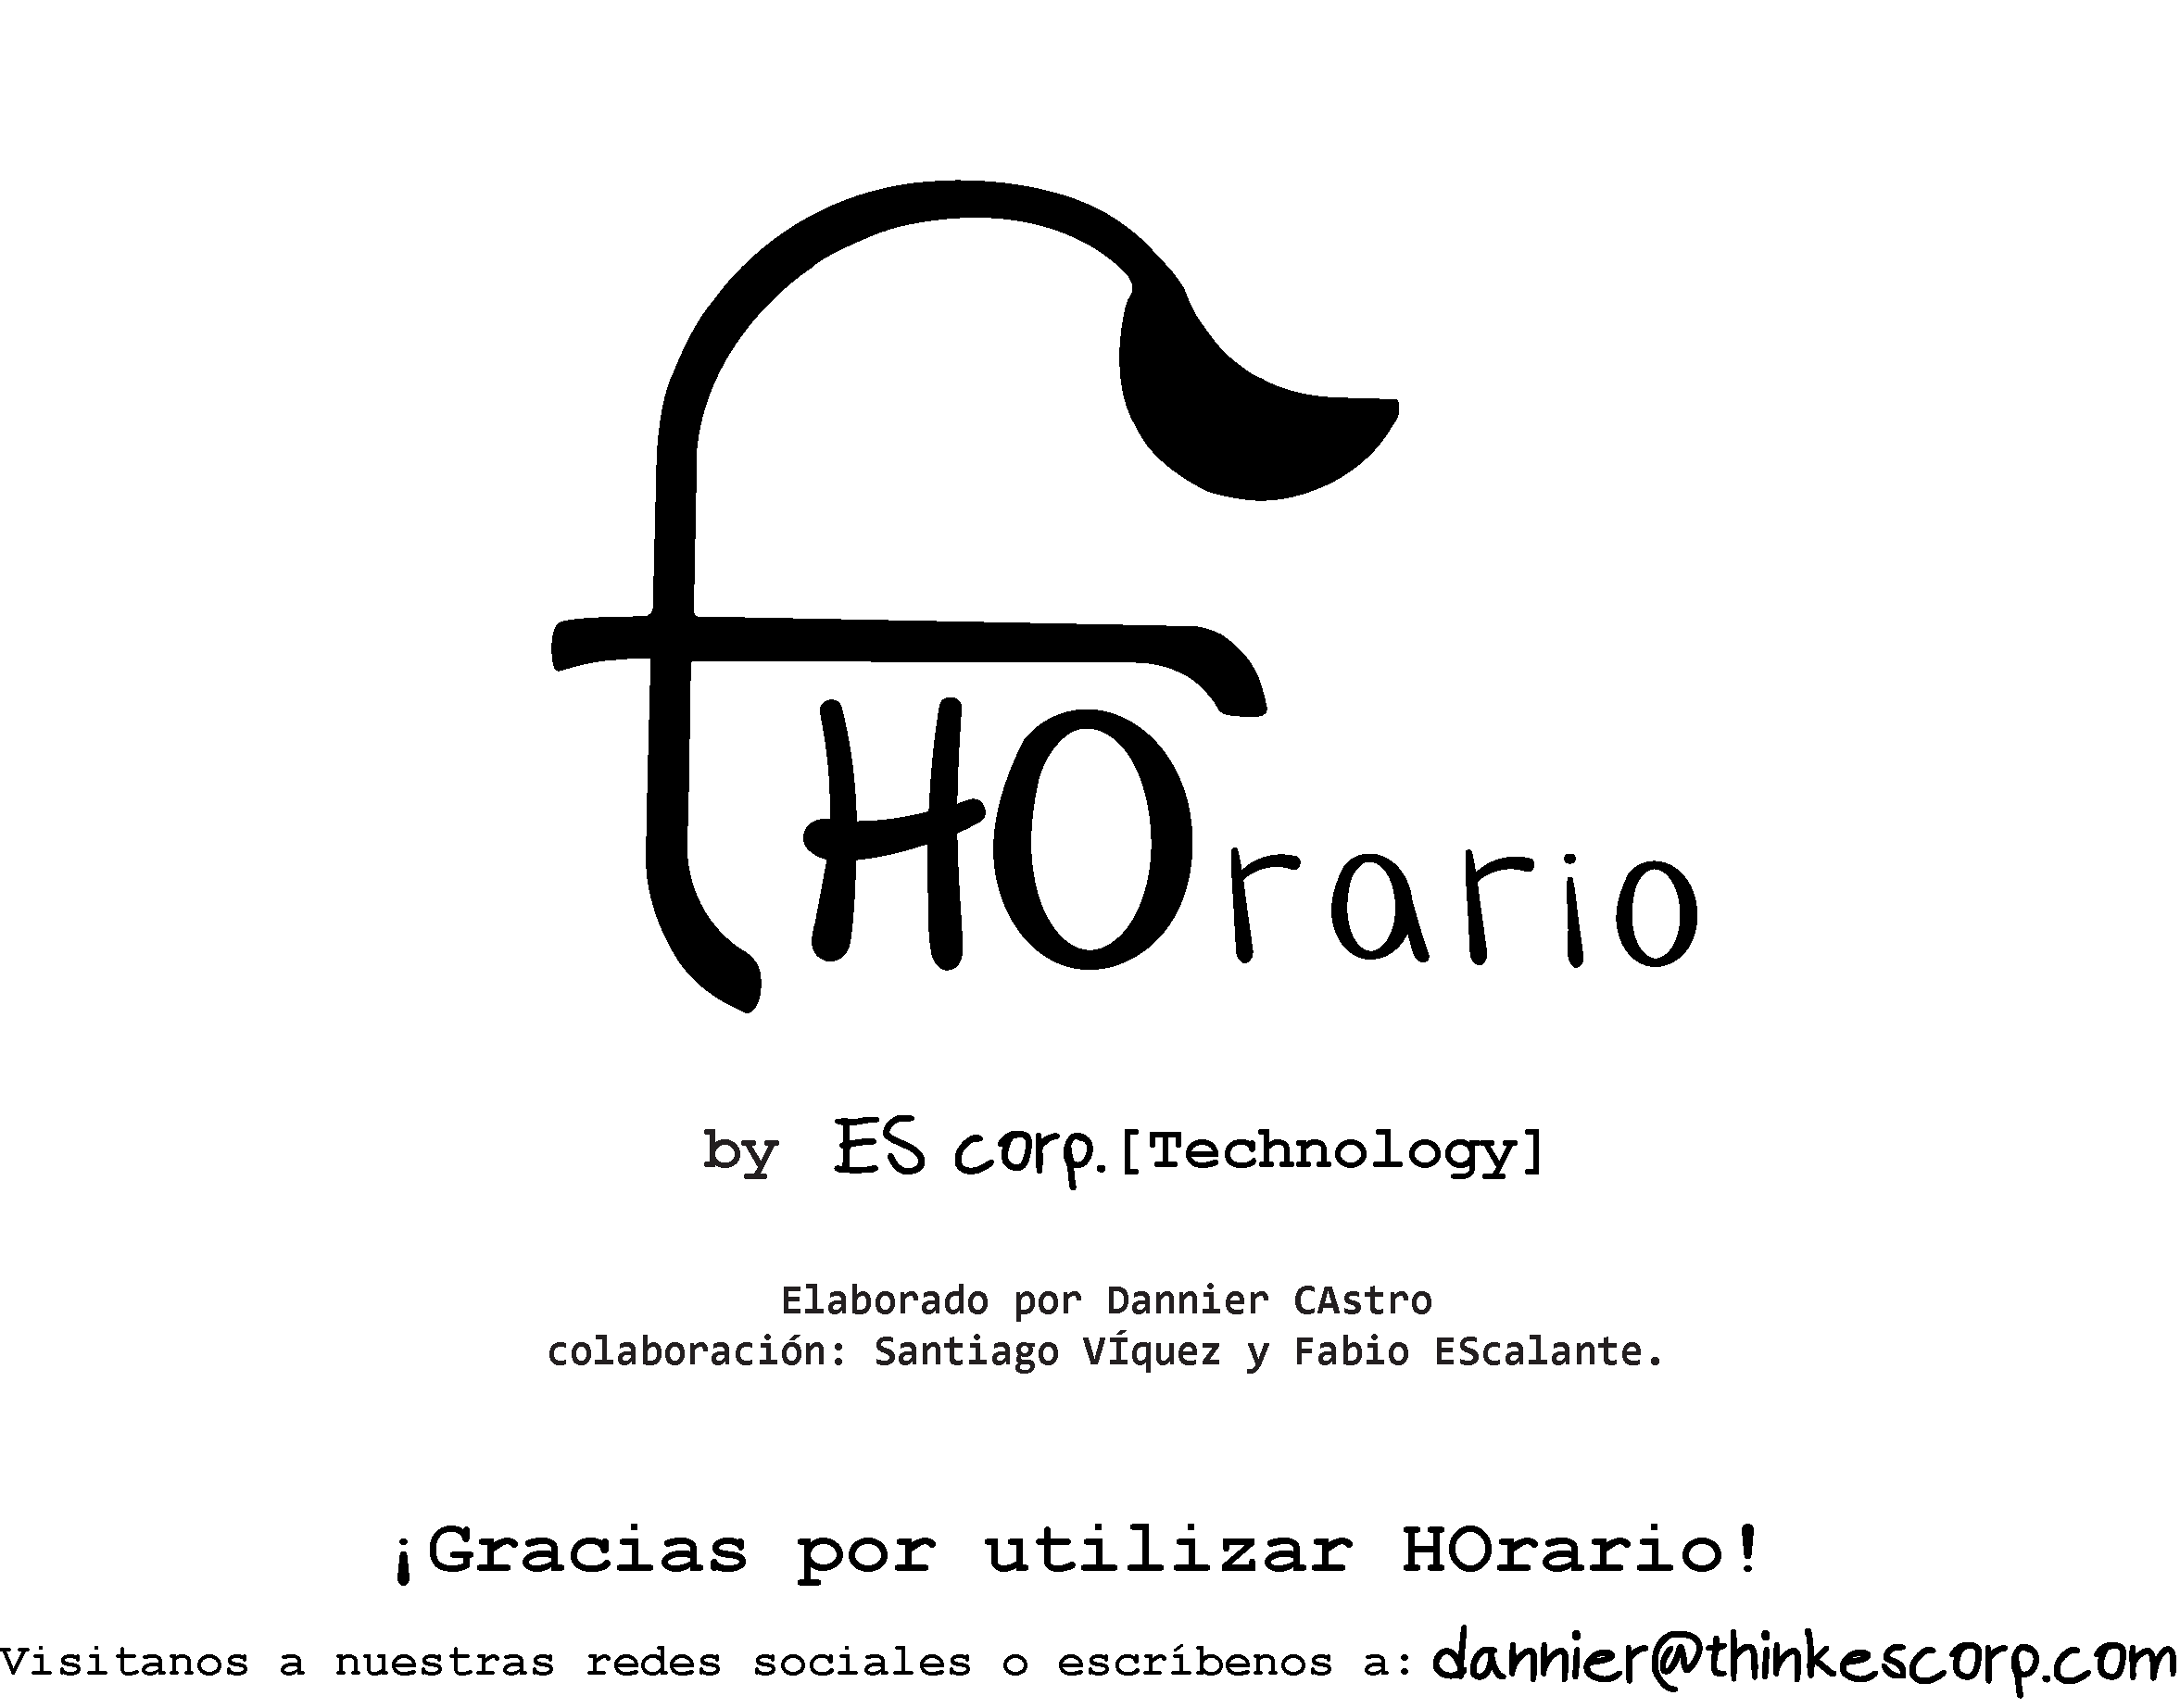 HOrario
by ES corp.[Technology]
Elaborado por Dannier CAstro
colaboración: Santiago VÍquez y Fabio EScalante.
¡Gracias por utilizar HOrario!
Visitanos a nuestras redes sociales o escríbenos a: dannier@thinkescorp.com